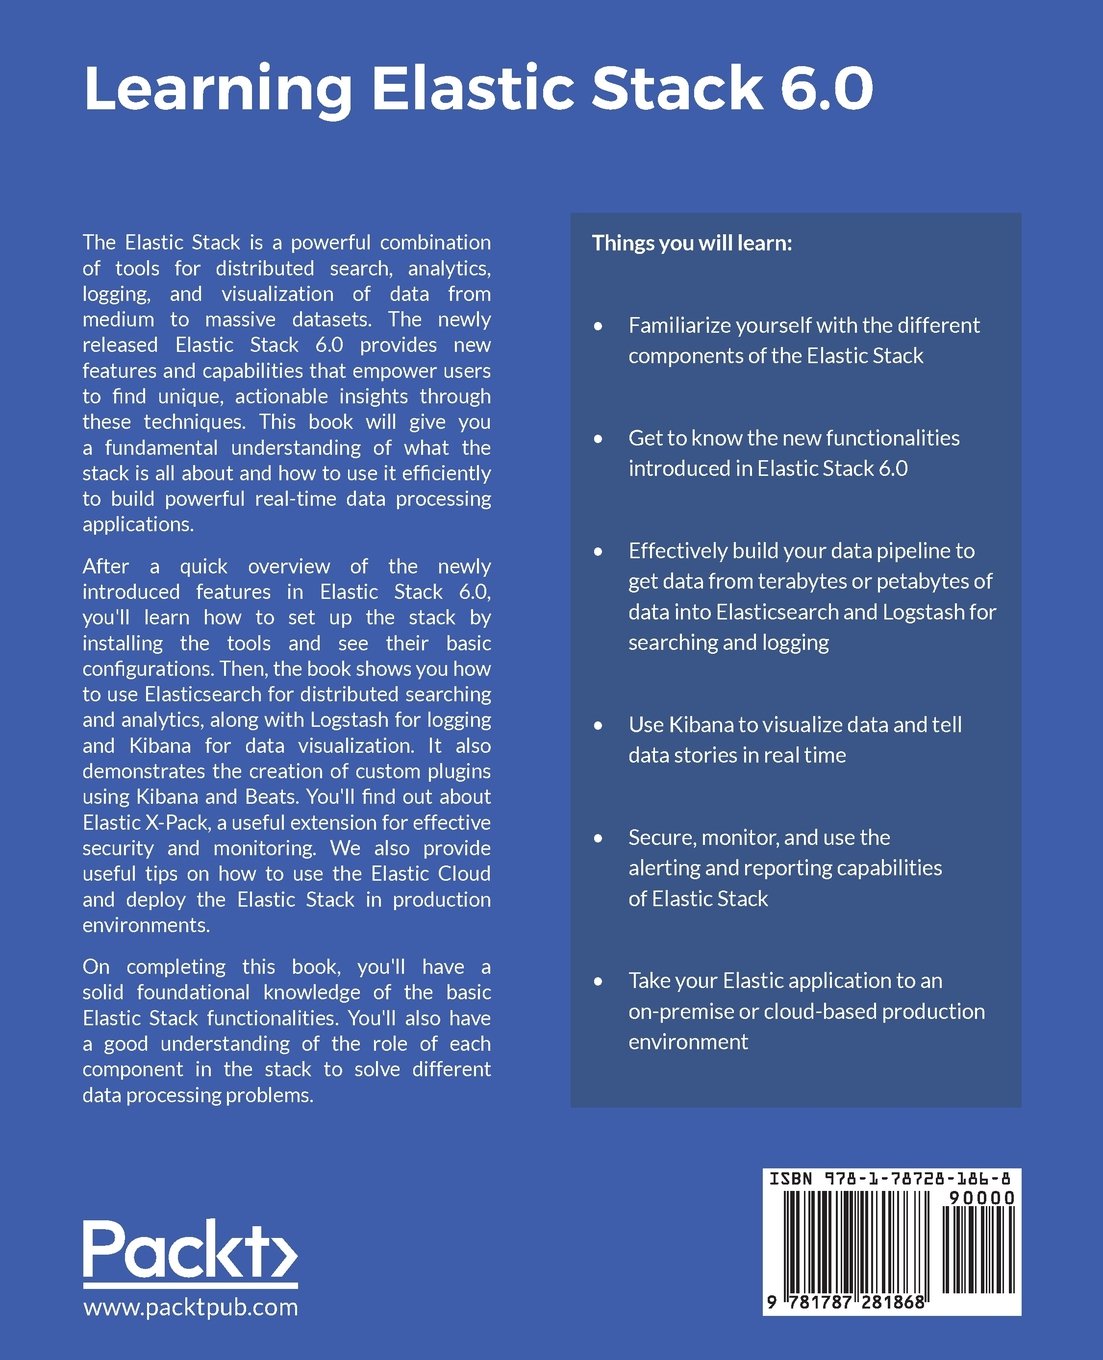 Learning Elastic Stack 6.0
The Elastic Stack is a powerful combination
of tools for distributed search, analytics,
logging, and visualization of data from
medium to massive datasets. The newly
released Elastic Stack 6.0 provides new
features and capabilities that empower users
to find unique, actionable insights through
these techniques. This book will give you
a fundamental understanding of what the
stack is all about and how to use it efficiently
to build powerful real-time data processing
applications.
After a quick overview of the newly
introduced features in Elastic Stack 6.0,
you'll learn how to set up the stack by
installing the tools and see their basic
configurations. Then, the book shows you how
to use Elasticsearch for distributed searching
and analytics, along with Logstash for logging
and Kibana for data visualization. It also
demonstrates the creation of custom plugins
using Kibana and Beats. You'll find out about
Elastic X-Pack, a useful extension for effective
security and monitoring. We also provide
useful tips on how to use the Elastic Cloud
and deploy the Elastic Stack in production
environments.
On completing this book, you'll have a
solid foundational knowledge of the basic
Elastic Stack functionalities. You'll also have
a good understanding of the role of each
component in the stack to solve different
data processing problems.
Things you will learn:
• Familiarize yourself with the different
components of the Elastic Stack
• Get to know the new functionalities
introduced in Elastic Stack 6.0
• Effectively build your data pipeline to
get data from terabytes or petabytes of
data into Elasticsearch and Logstash for
searching and logging
• Use Kibana to visualize data and tell
data stories in real time
• Secure, monitor, and use the
alerting and reporting capabilities
of Elastic Stack
• Take your Elastic application to an
on-premise or cloud-based production
environment
Packt
www.packtpub.com
ISBN 978-1-78728-186-8
90000
9 781787 281868